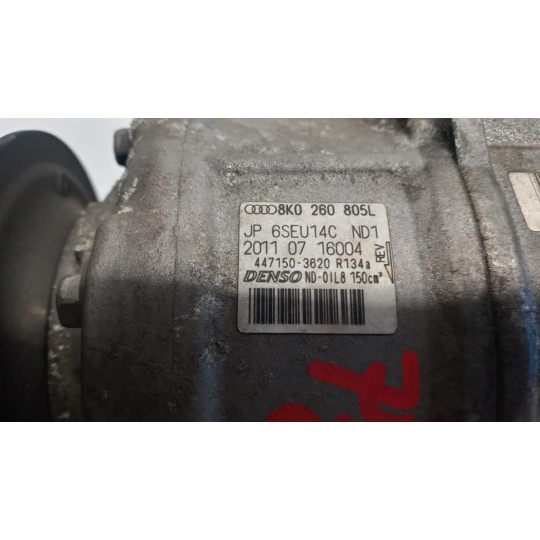 8K0 260 805L
JP 6SEU14C ND1
2011 07 16004
REV
447150-3620 R134a
DENSO ND-OIL8 150cm³